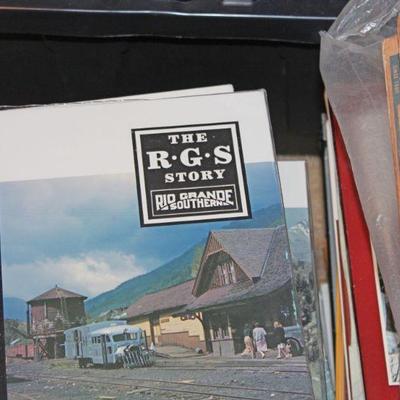 THE
R·G·S
STORY
RIO GRANDE
SOUTHERN